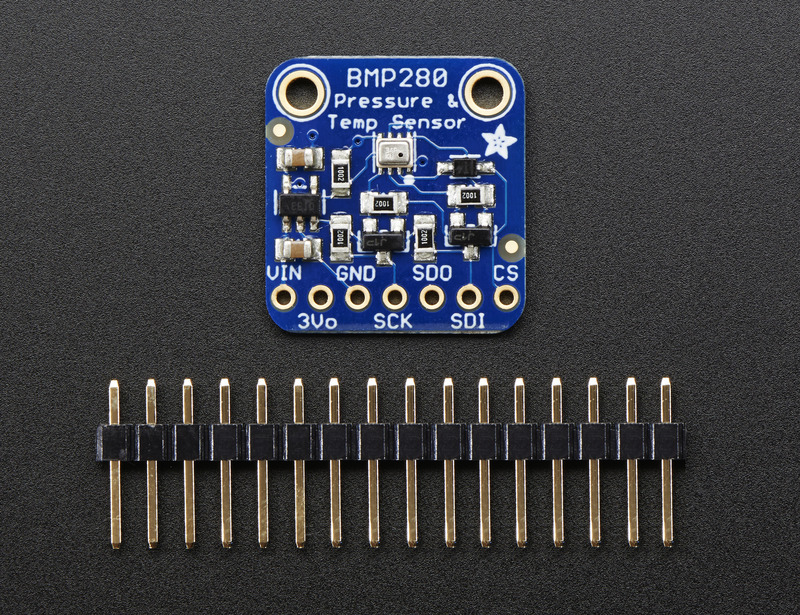 BMP280
Pressure &
Temp Sensor
1002
1002
1002
1002
1002
VIN GND SDO CS
3Vo SCK SDI